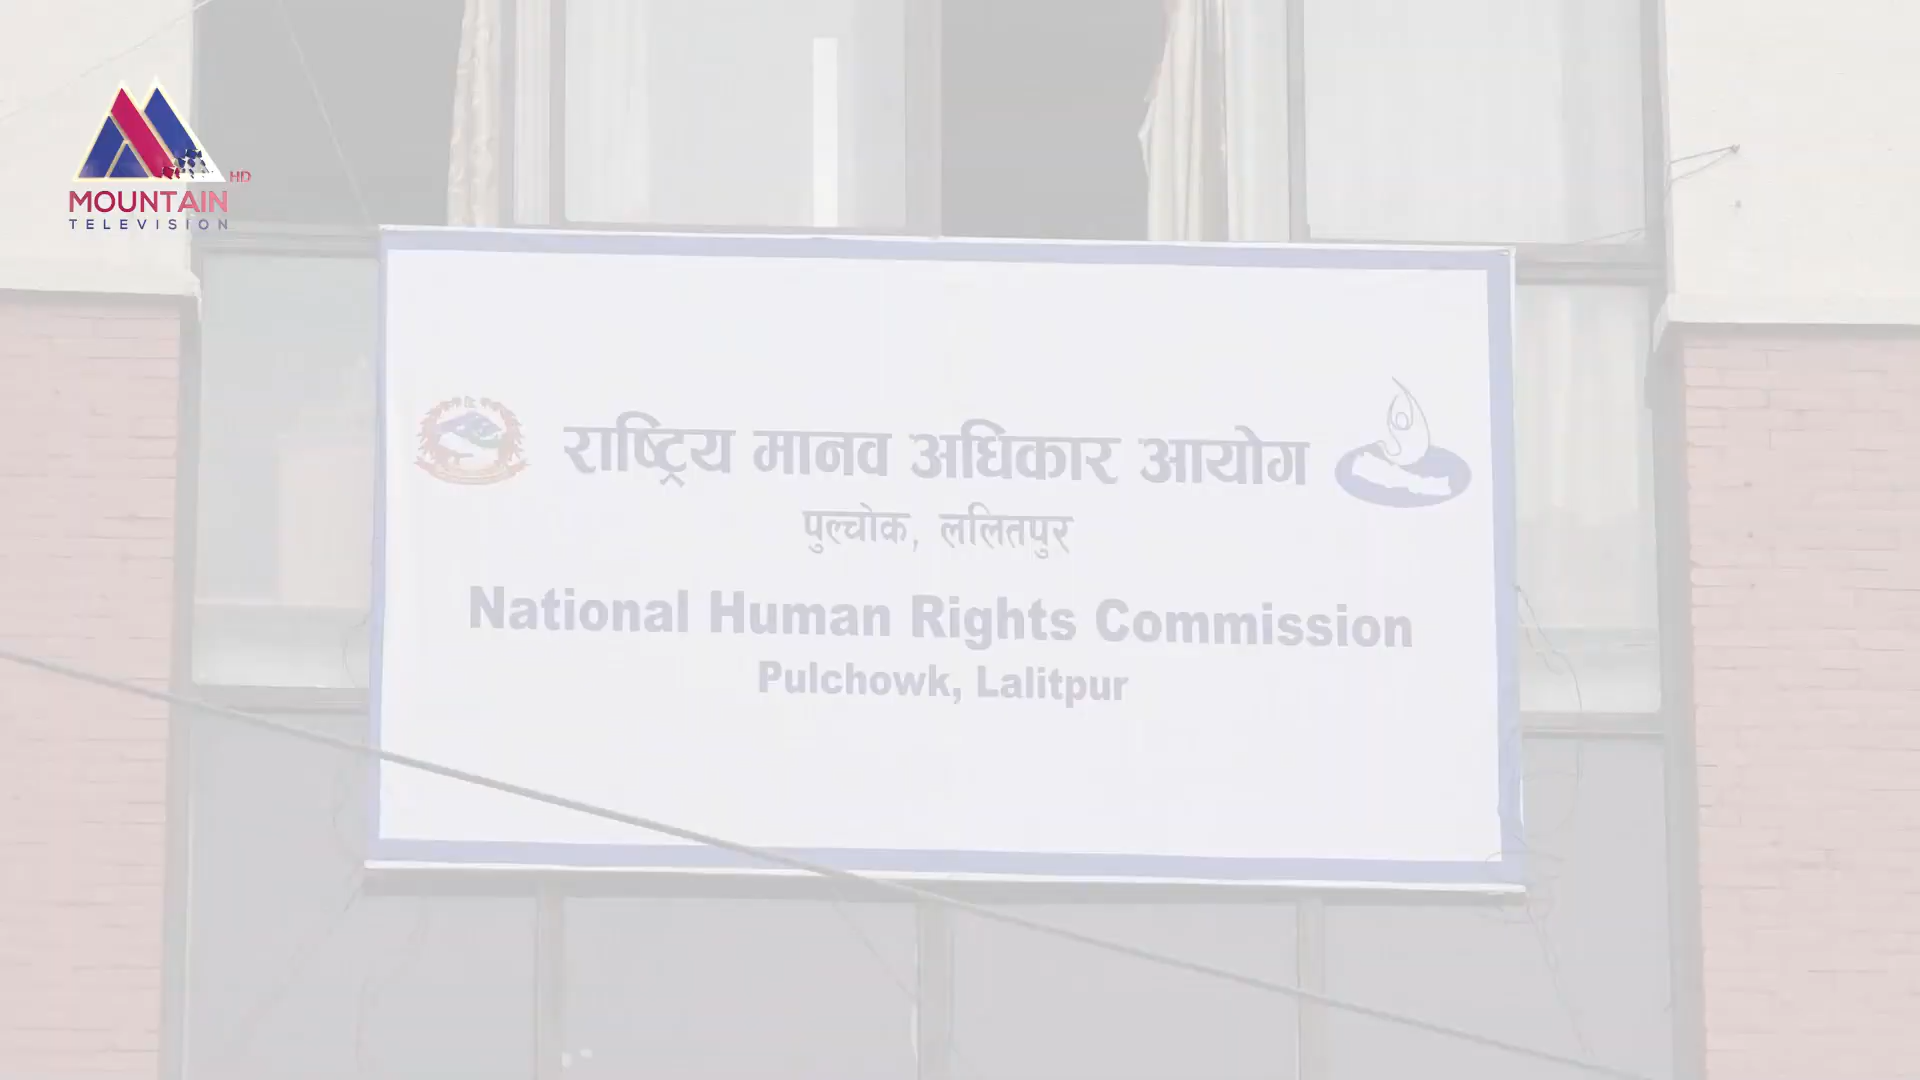 MOUNTAIN HD
TELEVISION
राष्ट्रिय मानव अधिकार आयोग
पुल्चोक, ललितपुर
National Human Rights Commission
Pulchowk, Lalitpur